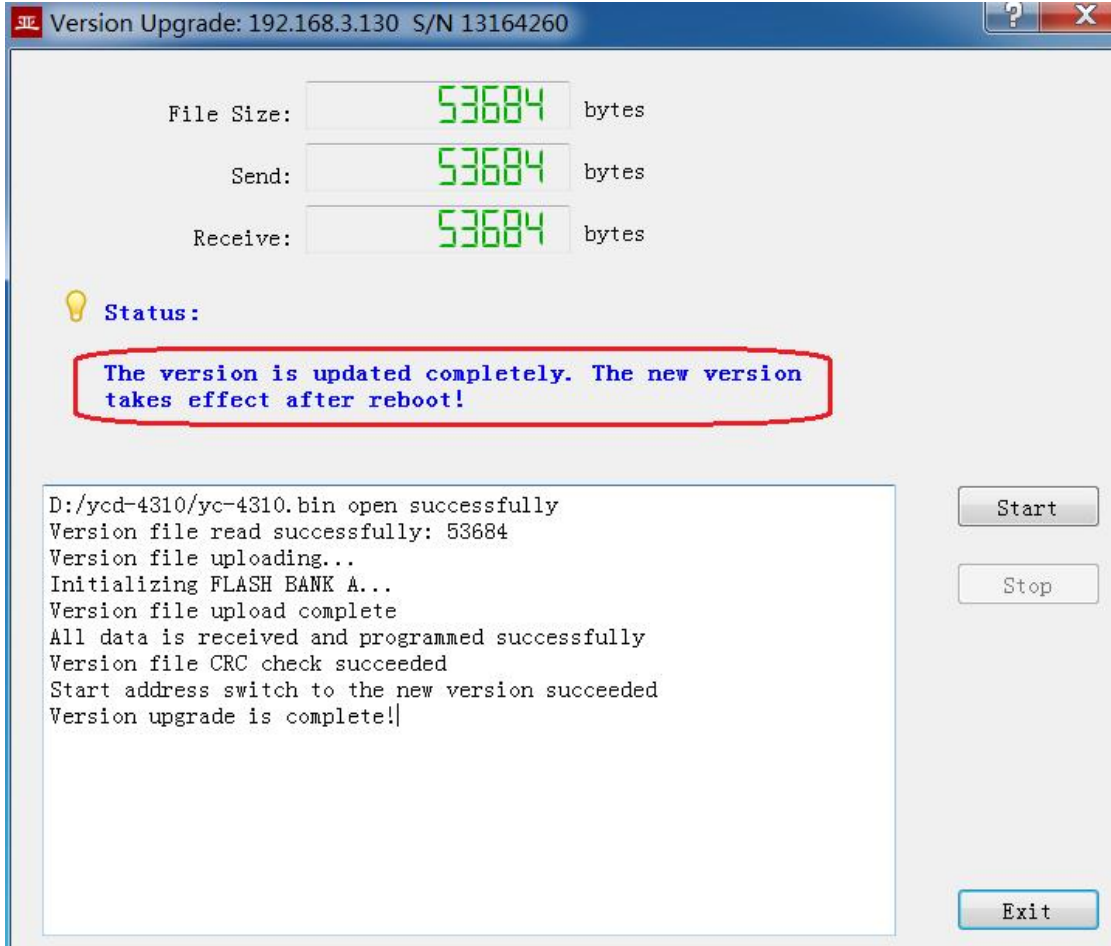 亚 Version Upgrade: 192.168.3.130 S/N 13164260
? X
File Size: 53684 bytes
Send: 53684 bytes
Receive: 53684 bytes
Status:
The version is updated completely. The new version
takes effect after reboot!
D:/ycd-4310/yc-4310.bin open successfully
Version file read successfully: 53684
Version file uploading...
Initializing FLASH BANK A...
Version file upload complete
All data is received and programmed successfully
Version file CRC check succeeded
Start address switch to the new version succeeded
Version upgrade is complete!
Start
Stop
Exit